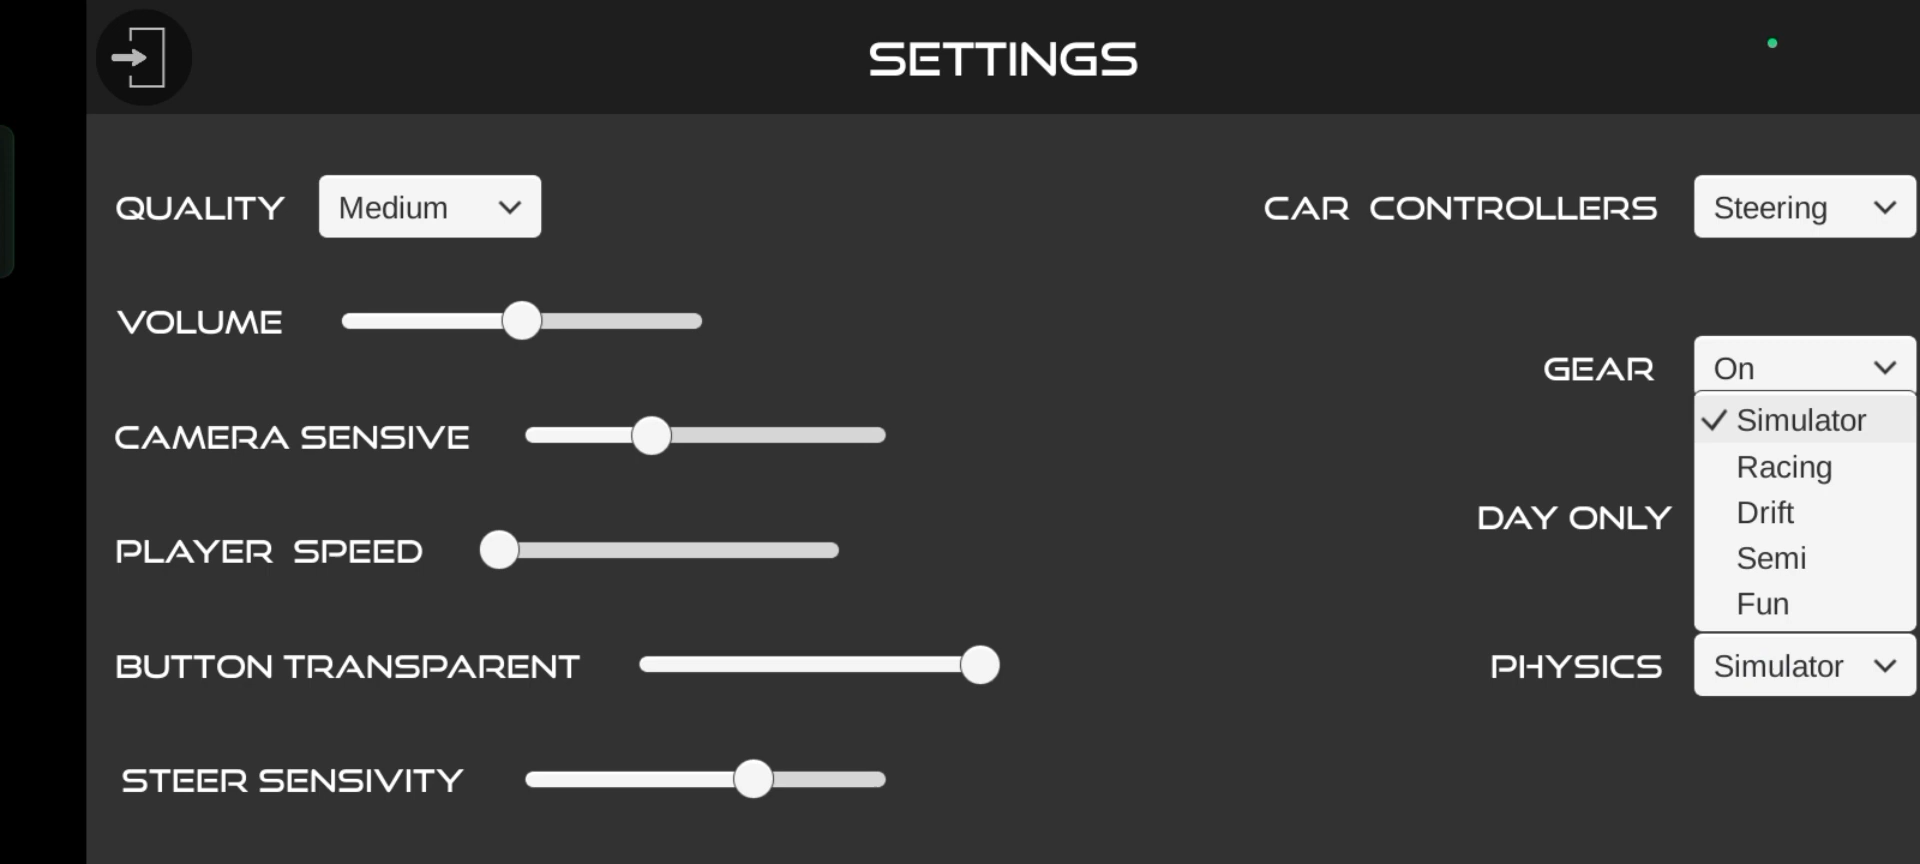 SETTINGS
QUALITY Medium
CAR CONTROLLERS Steering
VOLUME
GEAR On
CAMERA SENSIVE
Simulator
Racing
Drift
Semi
Fun
DAY ONLY
PLAYER SPEED
BUTTON TRANSPARENT
PHYSICS Simulator
STEER SENSIVITY